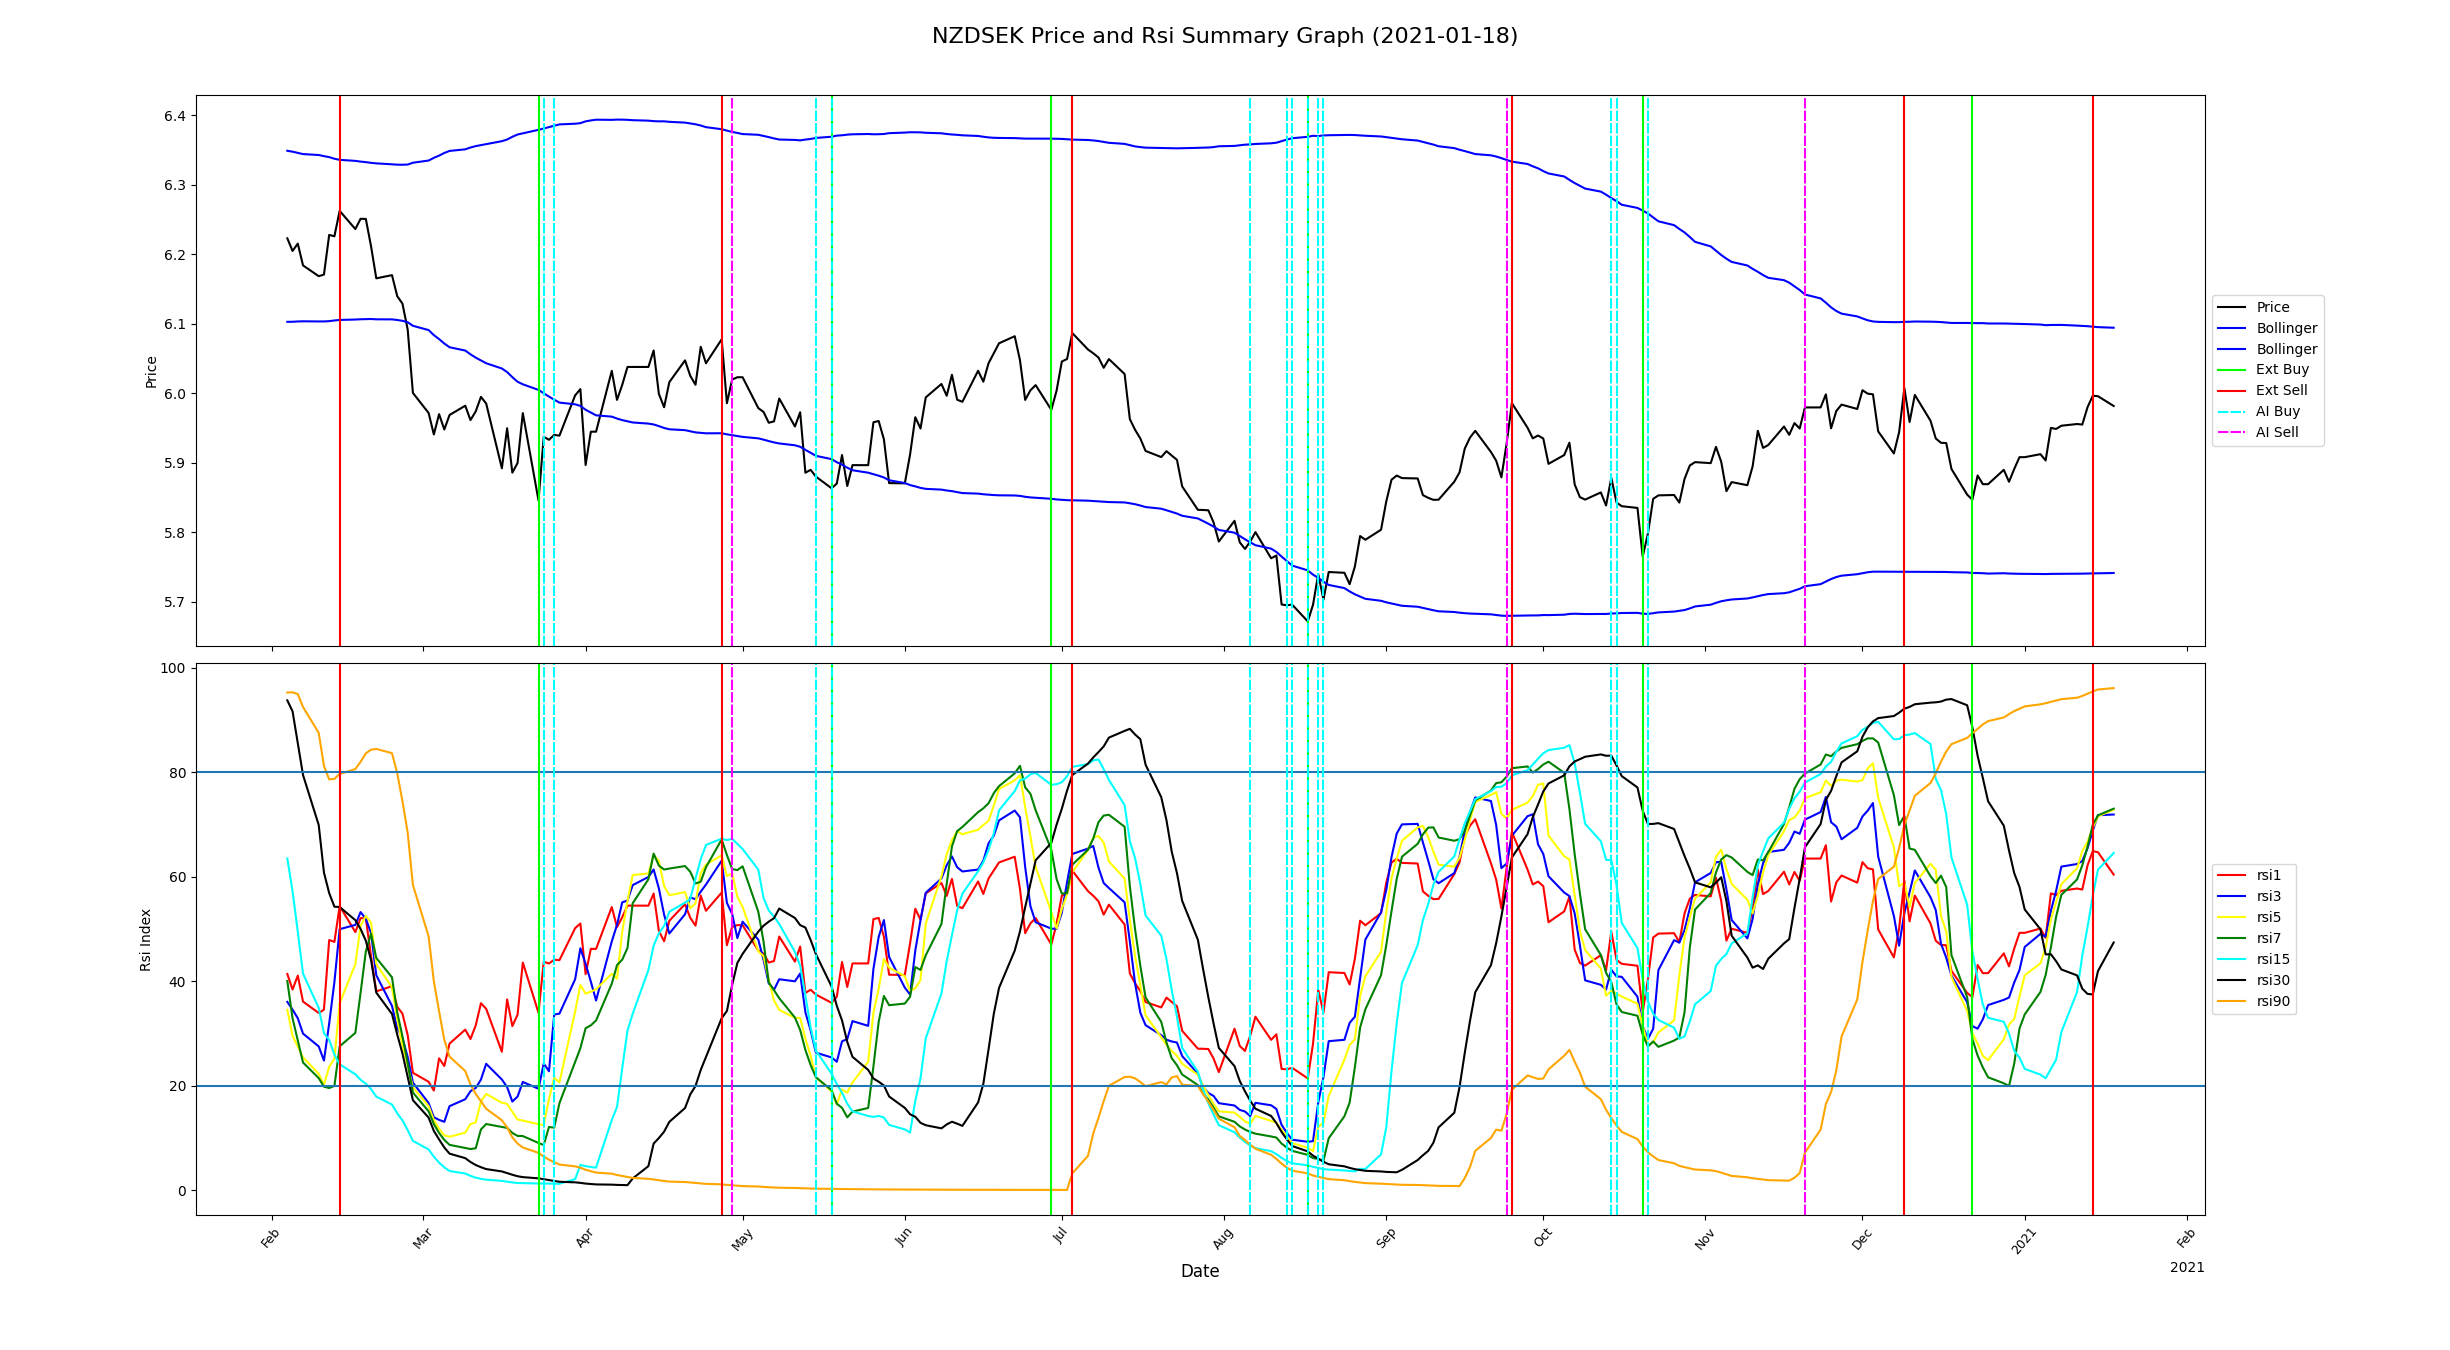 NZDSEK Price and Rsi Summary Graph (2021-01-18)
Price
6.4
6.3
6.2
6.1
6.0
5.9
5.8
5.7
Price
Bollinger
Bollinger
Ext Buy
Ext Sell
AI Buy
AI Sell
Rsi Index
100
80
60
40
20
0
rsi1
rsi3
rsi5
rsi7
rsi15
rsi30
rsi90
Feb
Mar
Apr
May
Jun
Jul
Aug
Sep
Oct
Nov
Dec
2021
Feb
Date
2021